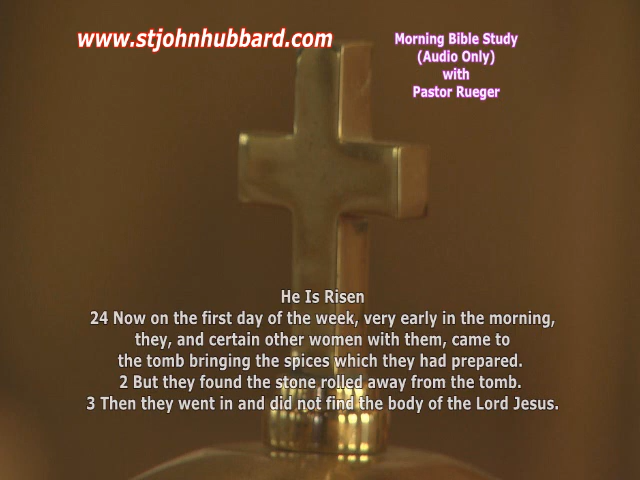 www.stjohnhubbard.com
Morning Bible Study
(Audio Only)
with
Pastor Rueger
He Is Risen
24 Now on the first day of the week, very early in the morning,
they, and certain other women with them, came to
the tomb bringing the spices which they had prepared.
2 But they found the stone rolled away from the tomb.
3 Then they went in and did not find the body of the Lord Jesus.